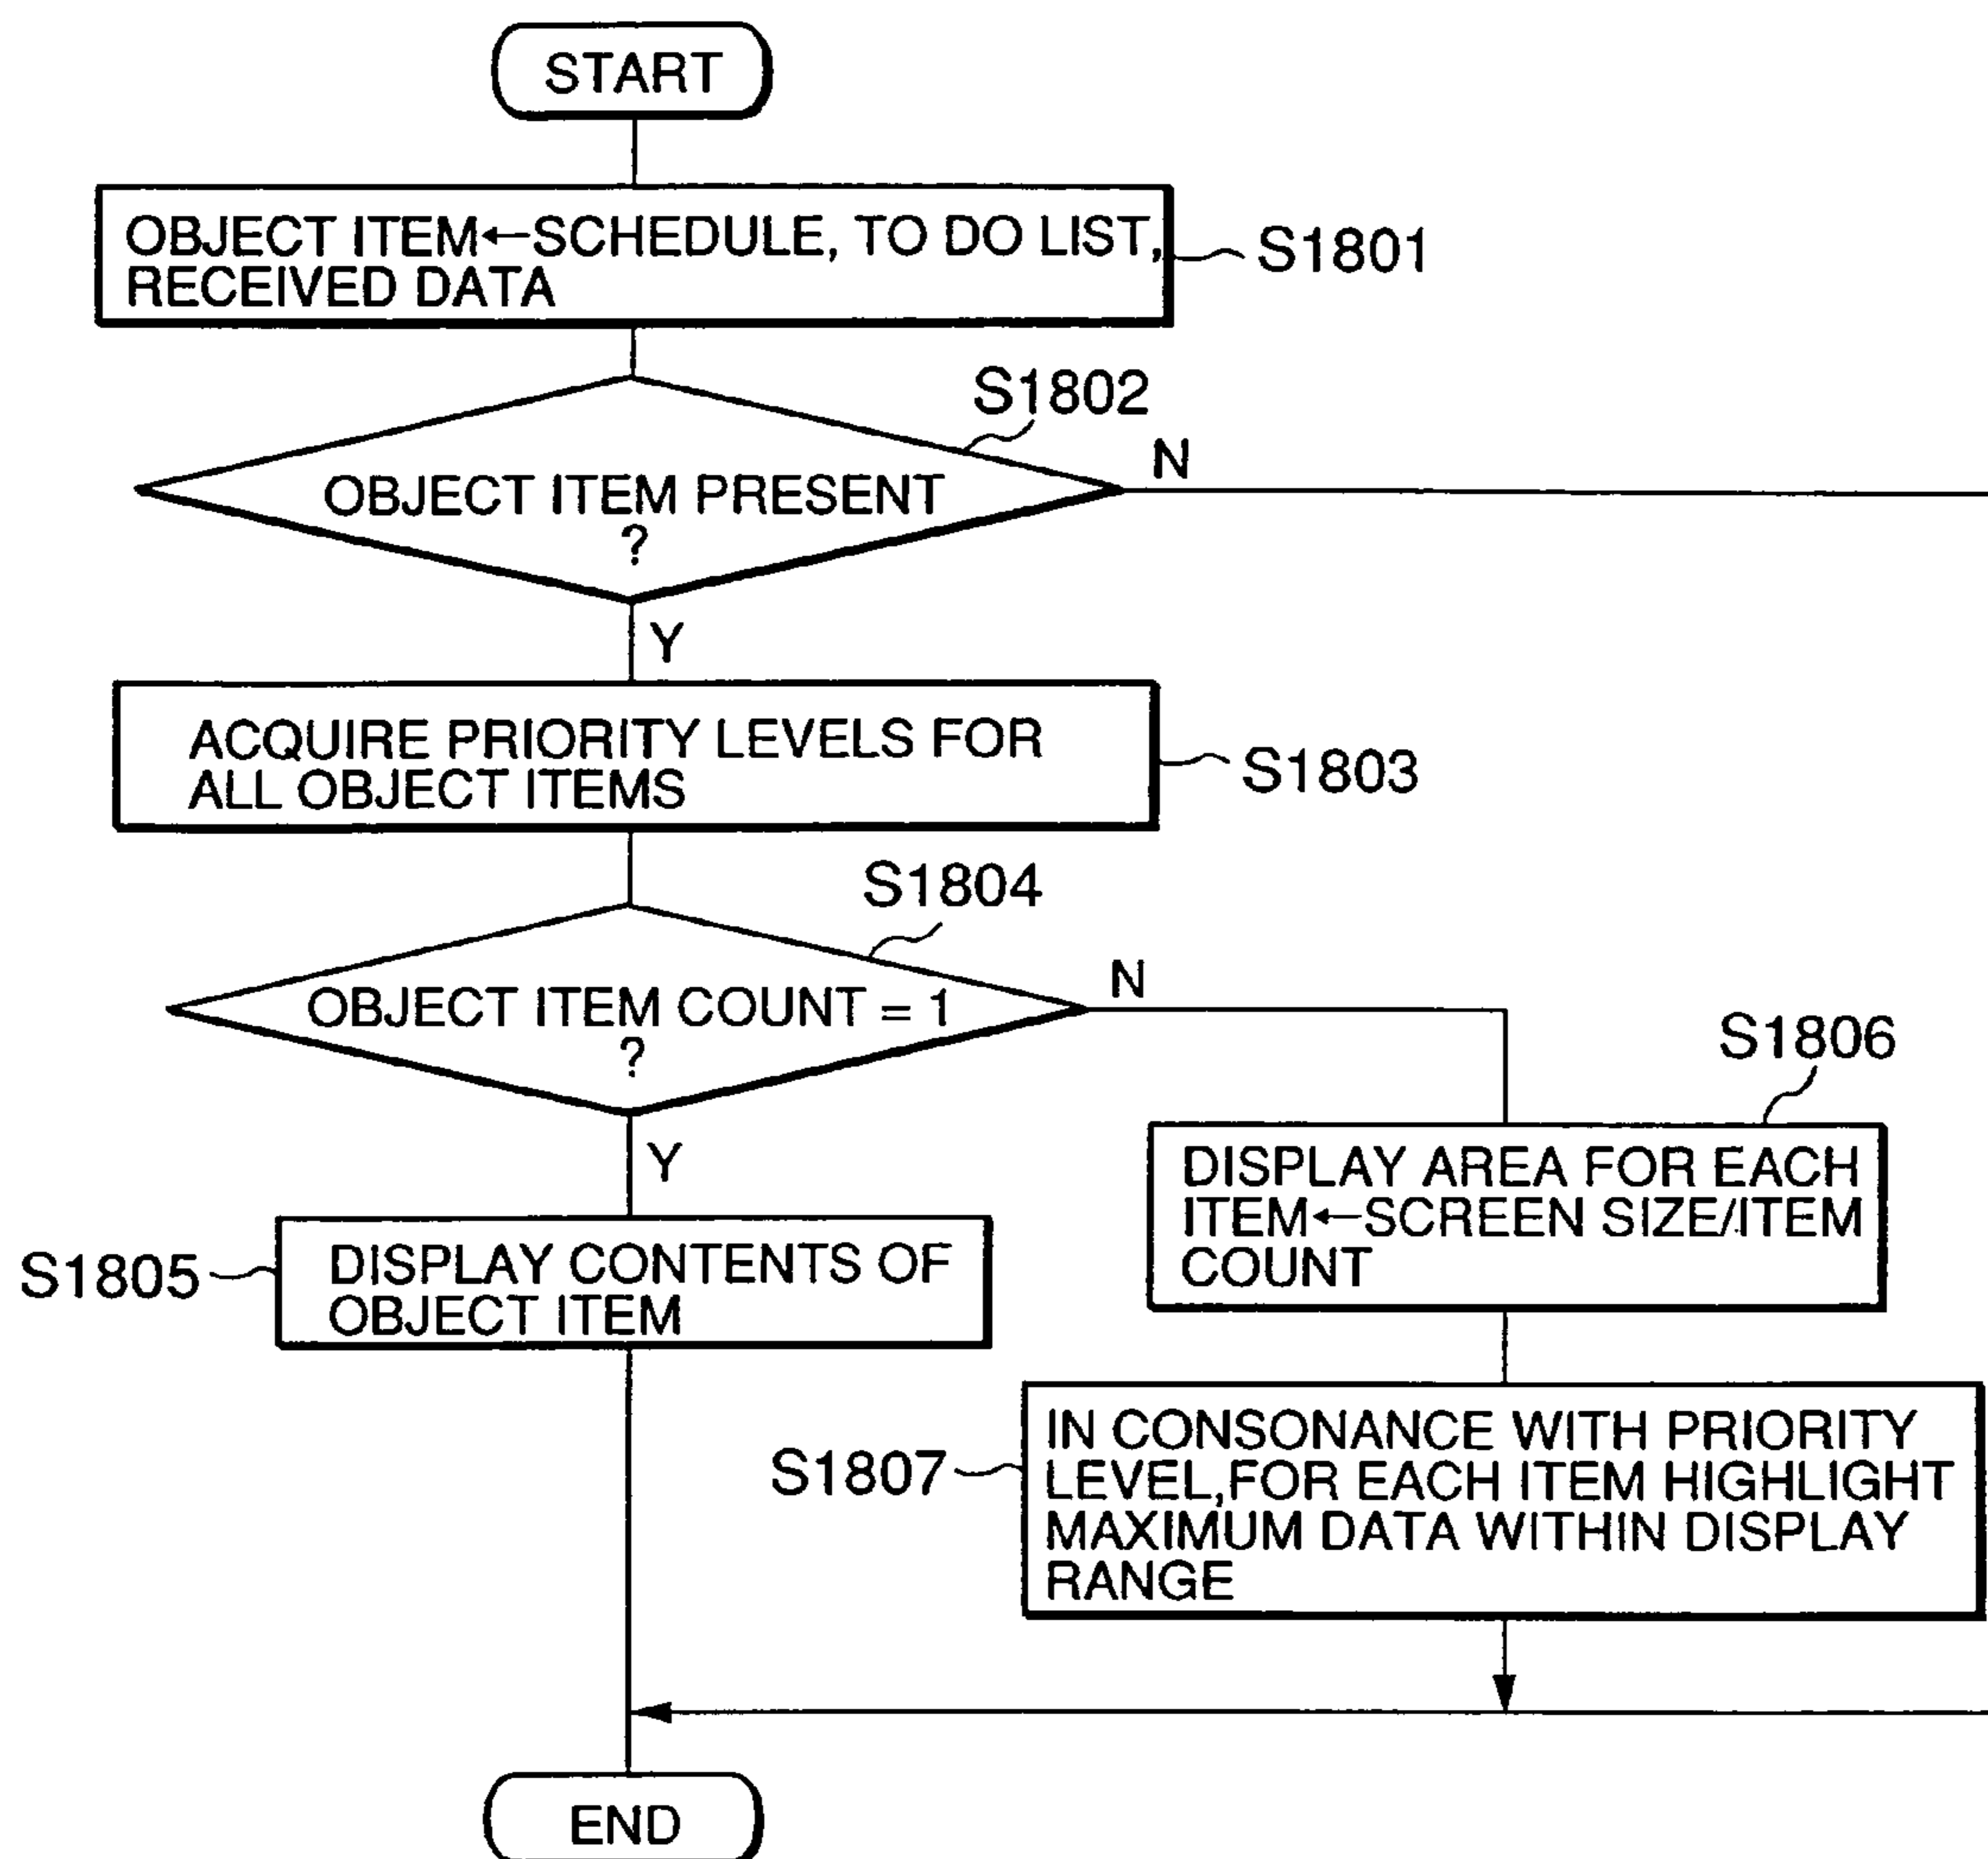 START
OBJECT ITEM←SCHEDULE, TO DO LIST,
RECEIVED DATA
S1801
S1802
OBJECT ITEM PRESENT
?
N
Y
ACQUIRE PRIORITY LEVELS FOR
ALL OBJECT ITEMS
S1803
S1804
OBJECT ITEM COUNT = 1
?
N
Y
S1806
DISPLAY AREA FOR EACH
ITEM←SCREEN SIZE/ITEM
COUNT
S1805
DISPLAY CONTENTS OF
OBJECT ITEM
S1807
IN CONSONANCE WITH PRIORITY
LEVEL,FOR EACH ITEM HIGHLIGHT
MAXIMUM DATA WITHIN DISPLAY
RANGE
END